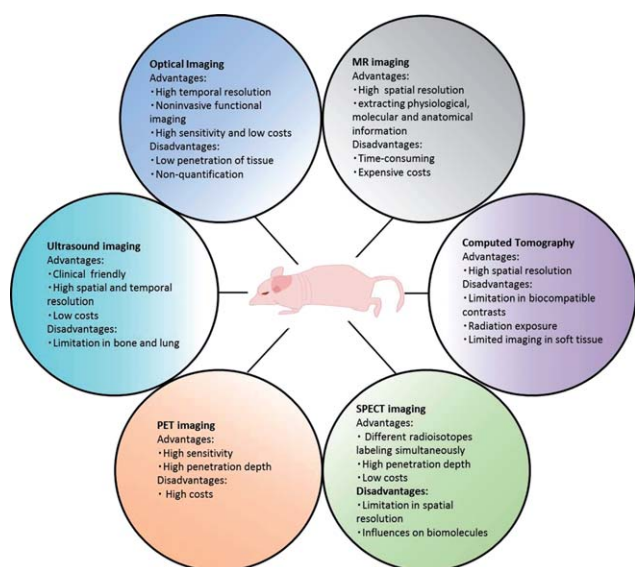 Optical Imaging
Advantages:
・High temporal resolution
・Noninvasive functional
imaging
・High sensitivity and low costs
Disadvantages:
・Low penetration of tissue
・Non-quantification
MR imaging
Advantages:
・High spatial resolution
・extracting physiological,
molecular and anatomical
information
Disadvantages:
・Time-consuming
・Expensive costs
Ultrasound imaging
Advantages:
・Clinical friendly
・High spatial and temporal
resolution
・Low costs
Disadvantages:
・Limitation in bone and lung
Computed Tomography
Advantages:
・High spatial resolution
Disadvantages:
・Limitation in biocompatible
contrasts
・Radiation exposure
・Limited imaging in soft tissue
PET imaging
Advantages:
・High sensitivity
・High penetration depth
Disadvantages:
・High costs
SPECT imaging
Advantages:
・Different radioisotopes
labeling simultaneously
・High penetration depth
・Low costs
Disadvantages:
・Limitation in spatial
resolution
・Influences on biomolecules